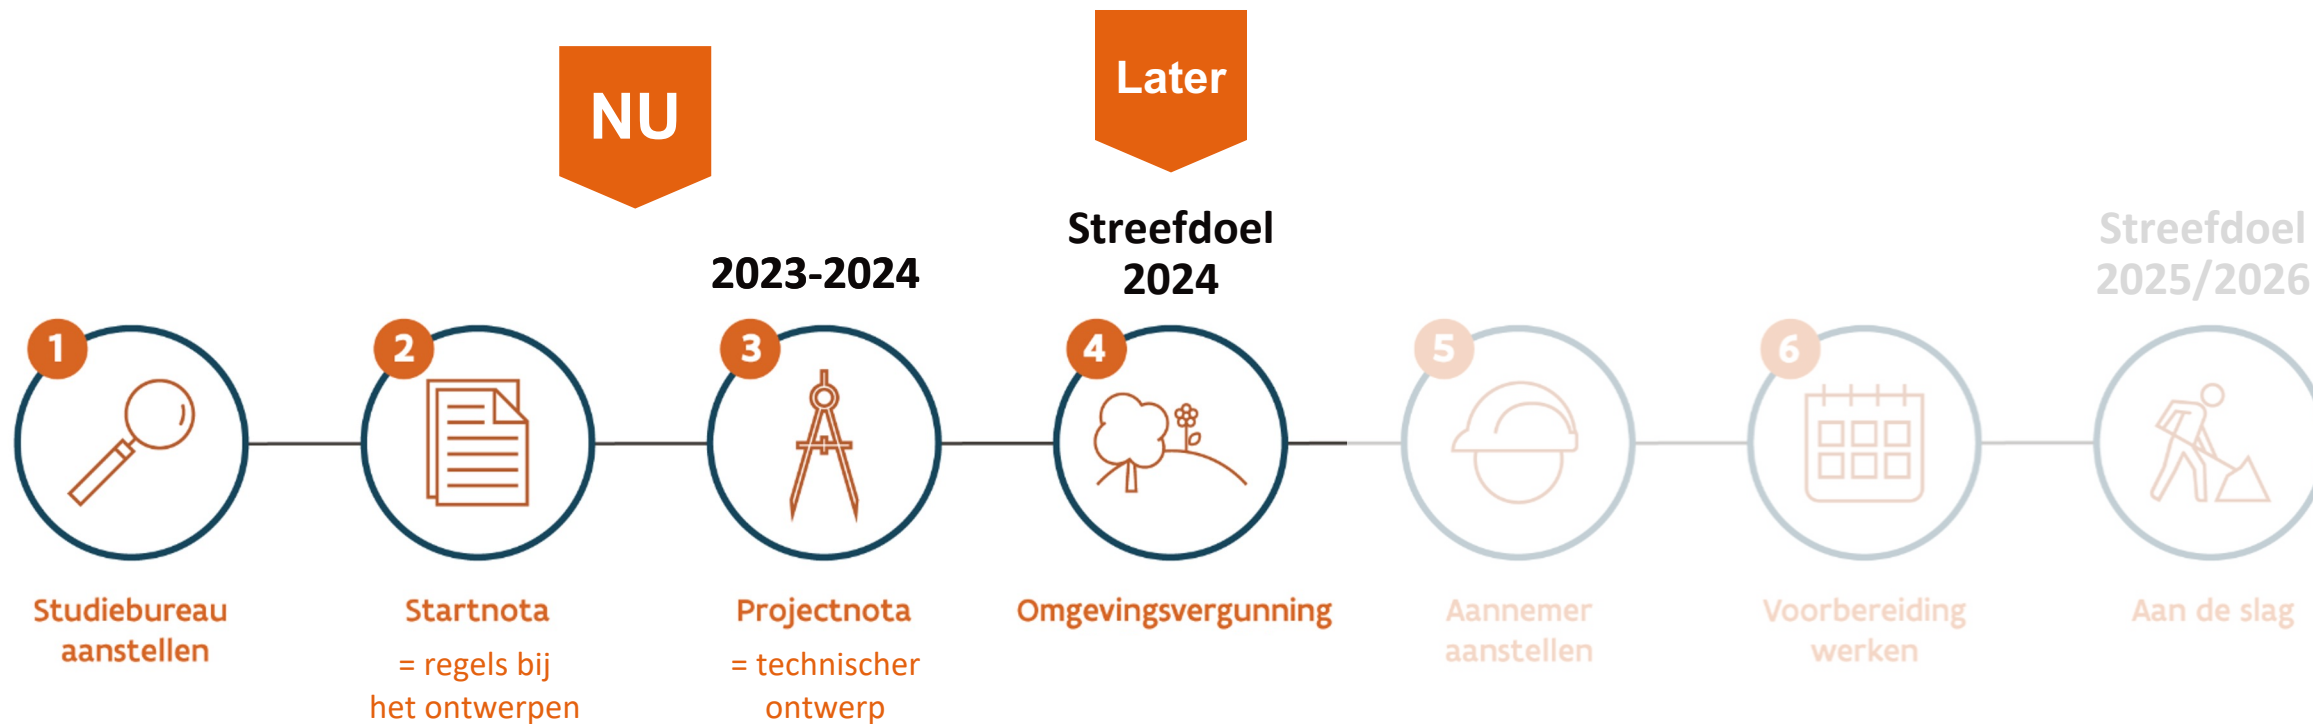 NU
Later
2023-2024
Streefdoel
2024
Streefdoel
2025/2026
1
2
3
4
5
6
Studiebureau
aanstellen
Startnota
= regels bij
het ontwerpen
Projectnota
= technischer
ontwerp
Omgevingsvergunning
Aannemer
aanstellen
Voorbereiding
werken
Aan de slag